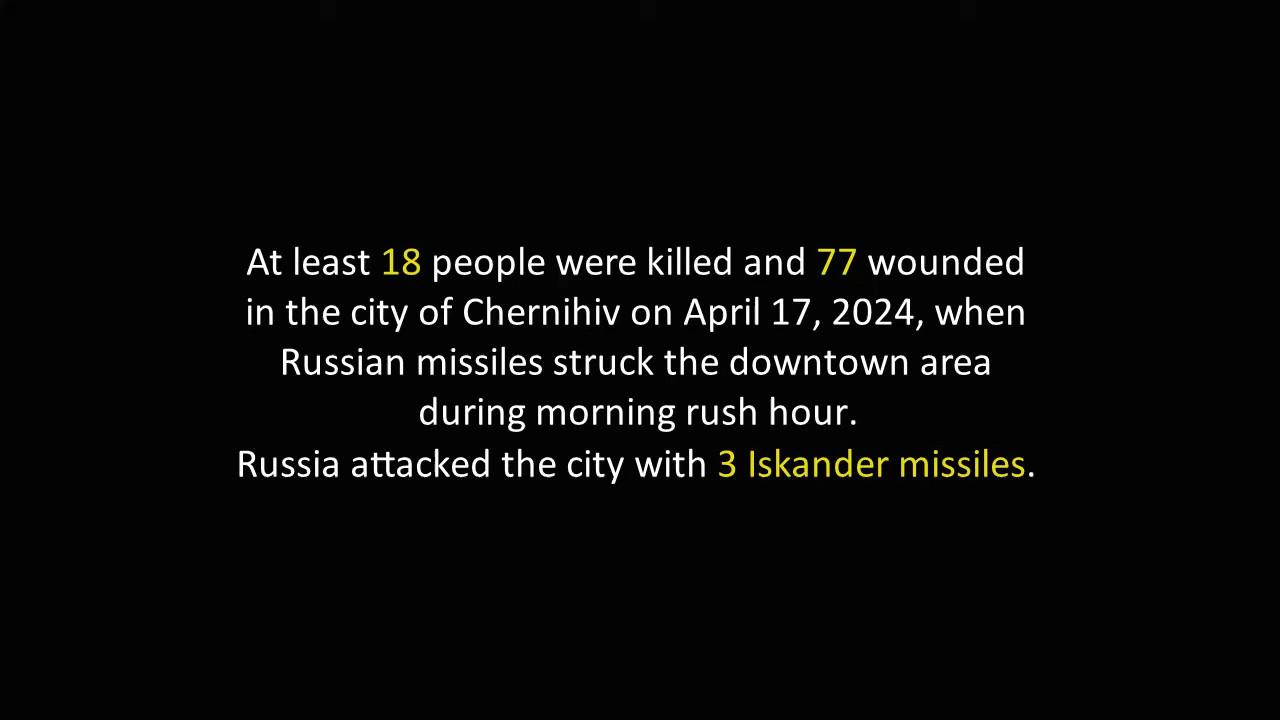 At least 18 people were killed and 77 wounded
in the city of Chernihiv on April 17, 2024, when
Russian missiles struck the downtown area
during morning rush hour.
Russia attacked the city with 3 Iskander missiles.